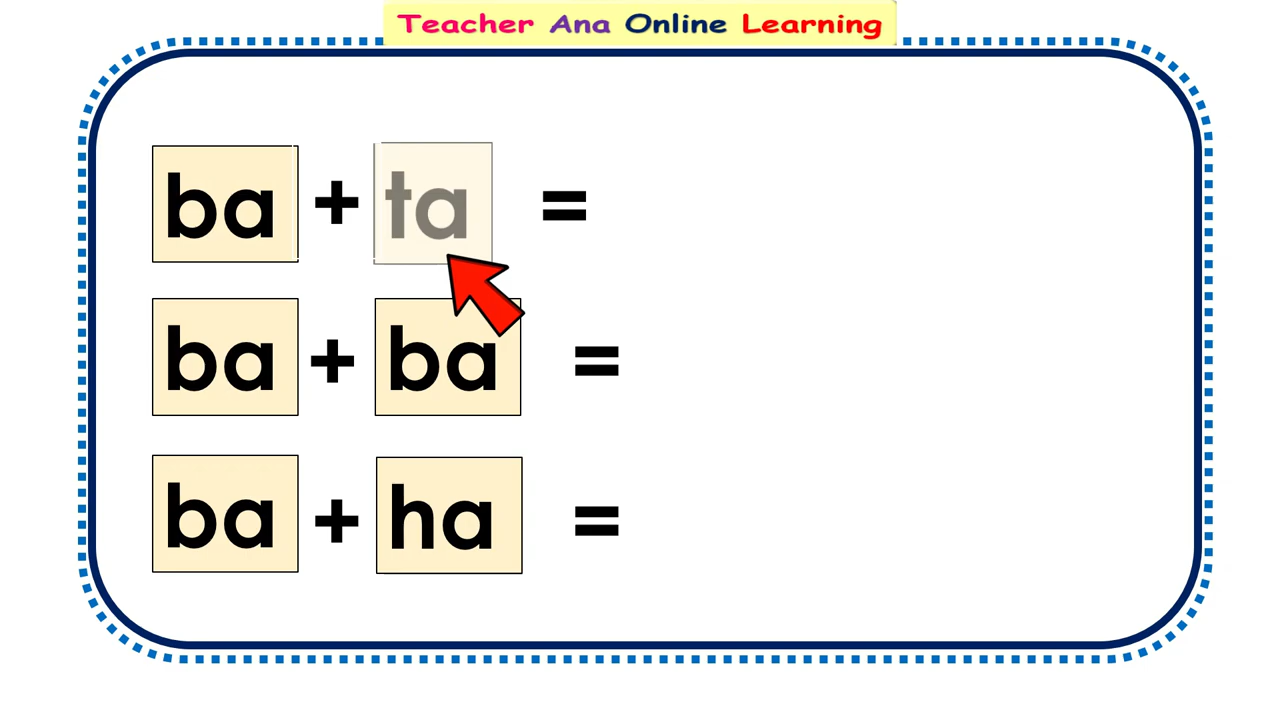 Teacher Ana Online Learning
ba + ta =
ba + ba =
ba + ha =